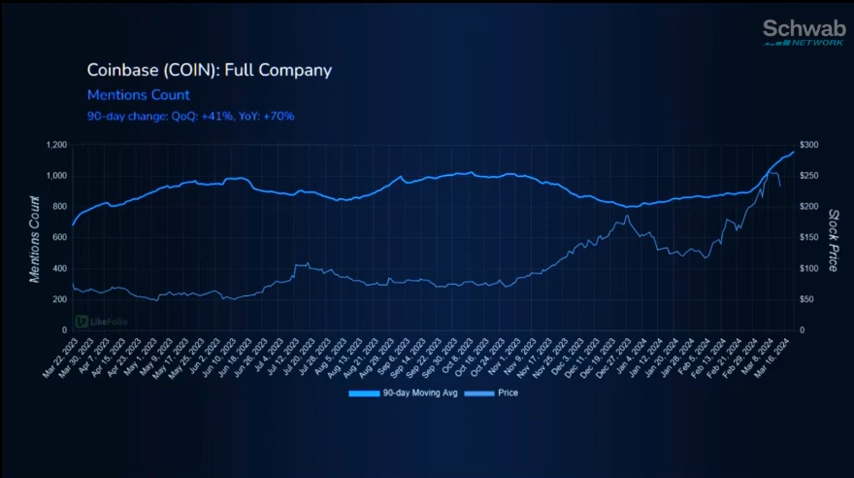 Schwab
NETWORK
Coinbase (COIN): Full Company
Mentions Count
90-day change: QoQ: +41%, YoY: +70%
1,200
1,000
800
600
400
200
0
Mentions Count
$300
$250
$200
$150
$100
$50
$0
Stock Price
LikeFolio
Mar 22, 2023
Mar 30, 2023
Apr 7, 2023
Apr 15, 2023
Apr 23, 2023
May 1, 2023
May 9, 2023
May 17, 2023
May 25, 2023
Jun 2, 2023
Jun 10, 2023
Jun 18, 2023
Jun 26, 2023
Jul 4, 2023
Jul 12, 2023
Jul 20, 2023
Jul 28, 2023
Aug 5, 2023
Aug 13, 2023
Aug 21, 2023
Aug 29, 2023
Sep 6, 2023
Sep 14, 2023
Sep 22, 2023
Sep 30, 2023
Oct 8, 2023
Oct 16, 2023
Oct 24, 2023
Nov 1, 2023
Nov 9, 2023
Nov 17, 2023
Nov 25, 2023
Dec 3, 2023
Dec 11, 2023
Dec 19, 2023
Dec 27, 2023
Jan 4, 2024
Jan 12, 2024
Jan 20, 2024
Jan 28, 2024
Feb 5, 2024
Feb 13, 2024
Feb 21, 2024
Feb 29, 2024
Mar 8, 2024
Mar 16, 2024
90-day Moving Avg
Price